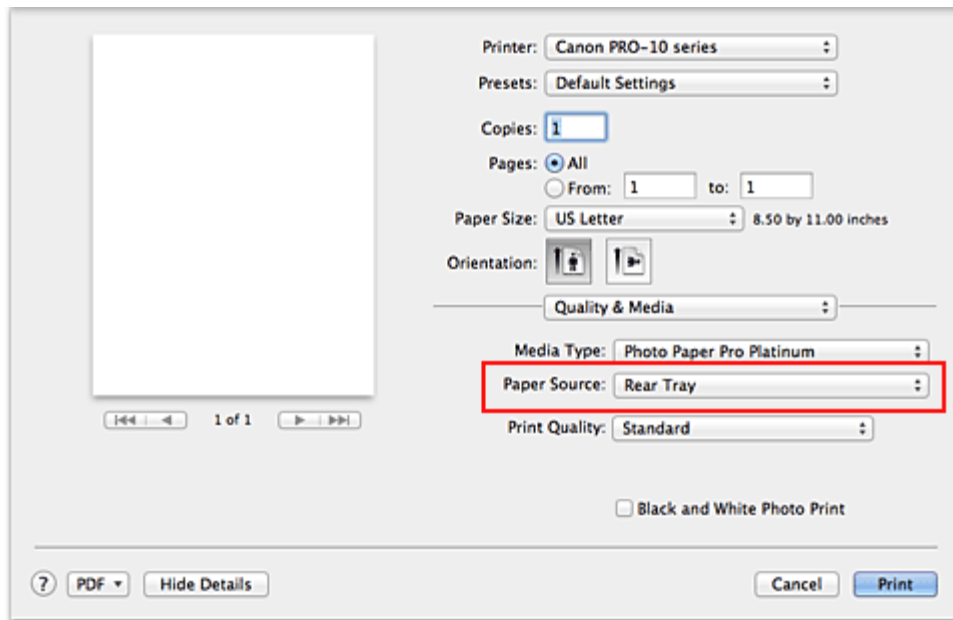 Printer: Canon PRO-10 series
Presets: Default Settings
Copies: 1
Pages: All
From: 1 to: 1
Paper Size: US Letter 8.50 by 11.00 inches
Orientation:
Quality & Media
Media Type: Photo Paper Pro Platinum
Paper Source: Rear Tray
1 of 1
Print Quality: Standard
Black and White Photo Print
? PDF Hide Details Cancel Print